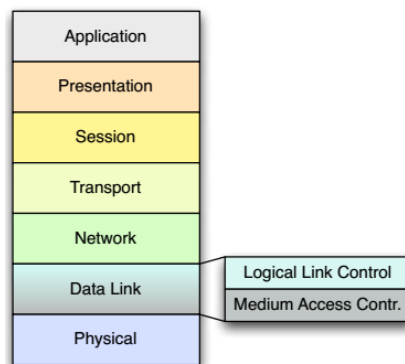 Application
Presentation
Session
Transport
Network
Data Link
Logical Link Control
Medium Access Contr.
Physical